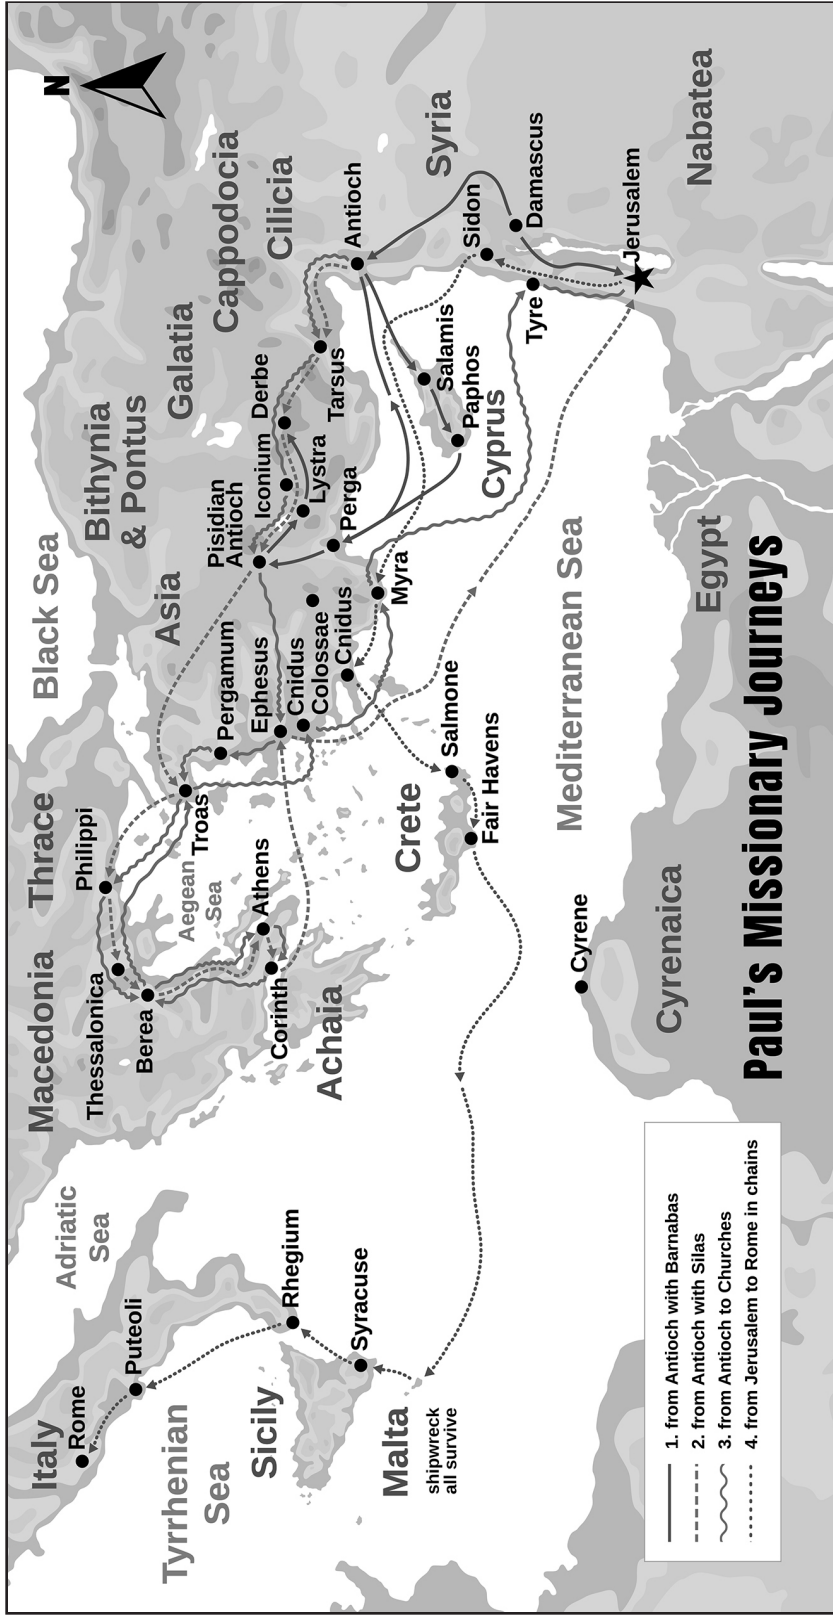 N
Black Sea
Adriatic
Sea
Tyrrhenian
Sea
Aegean
Sea
Mediterranean Sea
Italy
Rome
Puteoli
Rhegium
Sicily
Syracuse
Malta
shipwreck
all survive
Macedonia
Thrace
Philippi
Thessalonica
Berea
Troas
Athens
Corinth
Achaia
Crete
Salmone
Fair Havens
Cyrene
Cyrenaica
Bithynia
& Pontus
Asia
Pergamum
Ephesus
Cnidus
Colossae
Cnidus
Myra
Galatia
Cappodocia
Cilicia
Pisidian
Antioch
Iconium
Derbe
Lystra
Perga
Tarsus
Antioch
Syria
Salamis
Paphos
Cyprus
Sidon
Damascus
Tyre
Jerusalem
Nabatea
Egypt
Paul's Missionary Journeys
1. from Antioch with Barnabas
2. from Antioch with Silas
3. from Antioch to Churches
4. from Jerusalem to Rome in chains